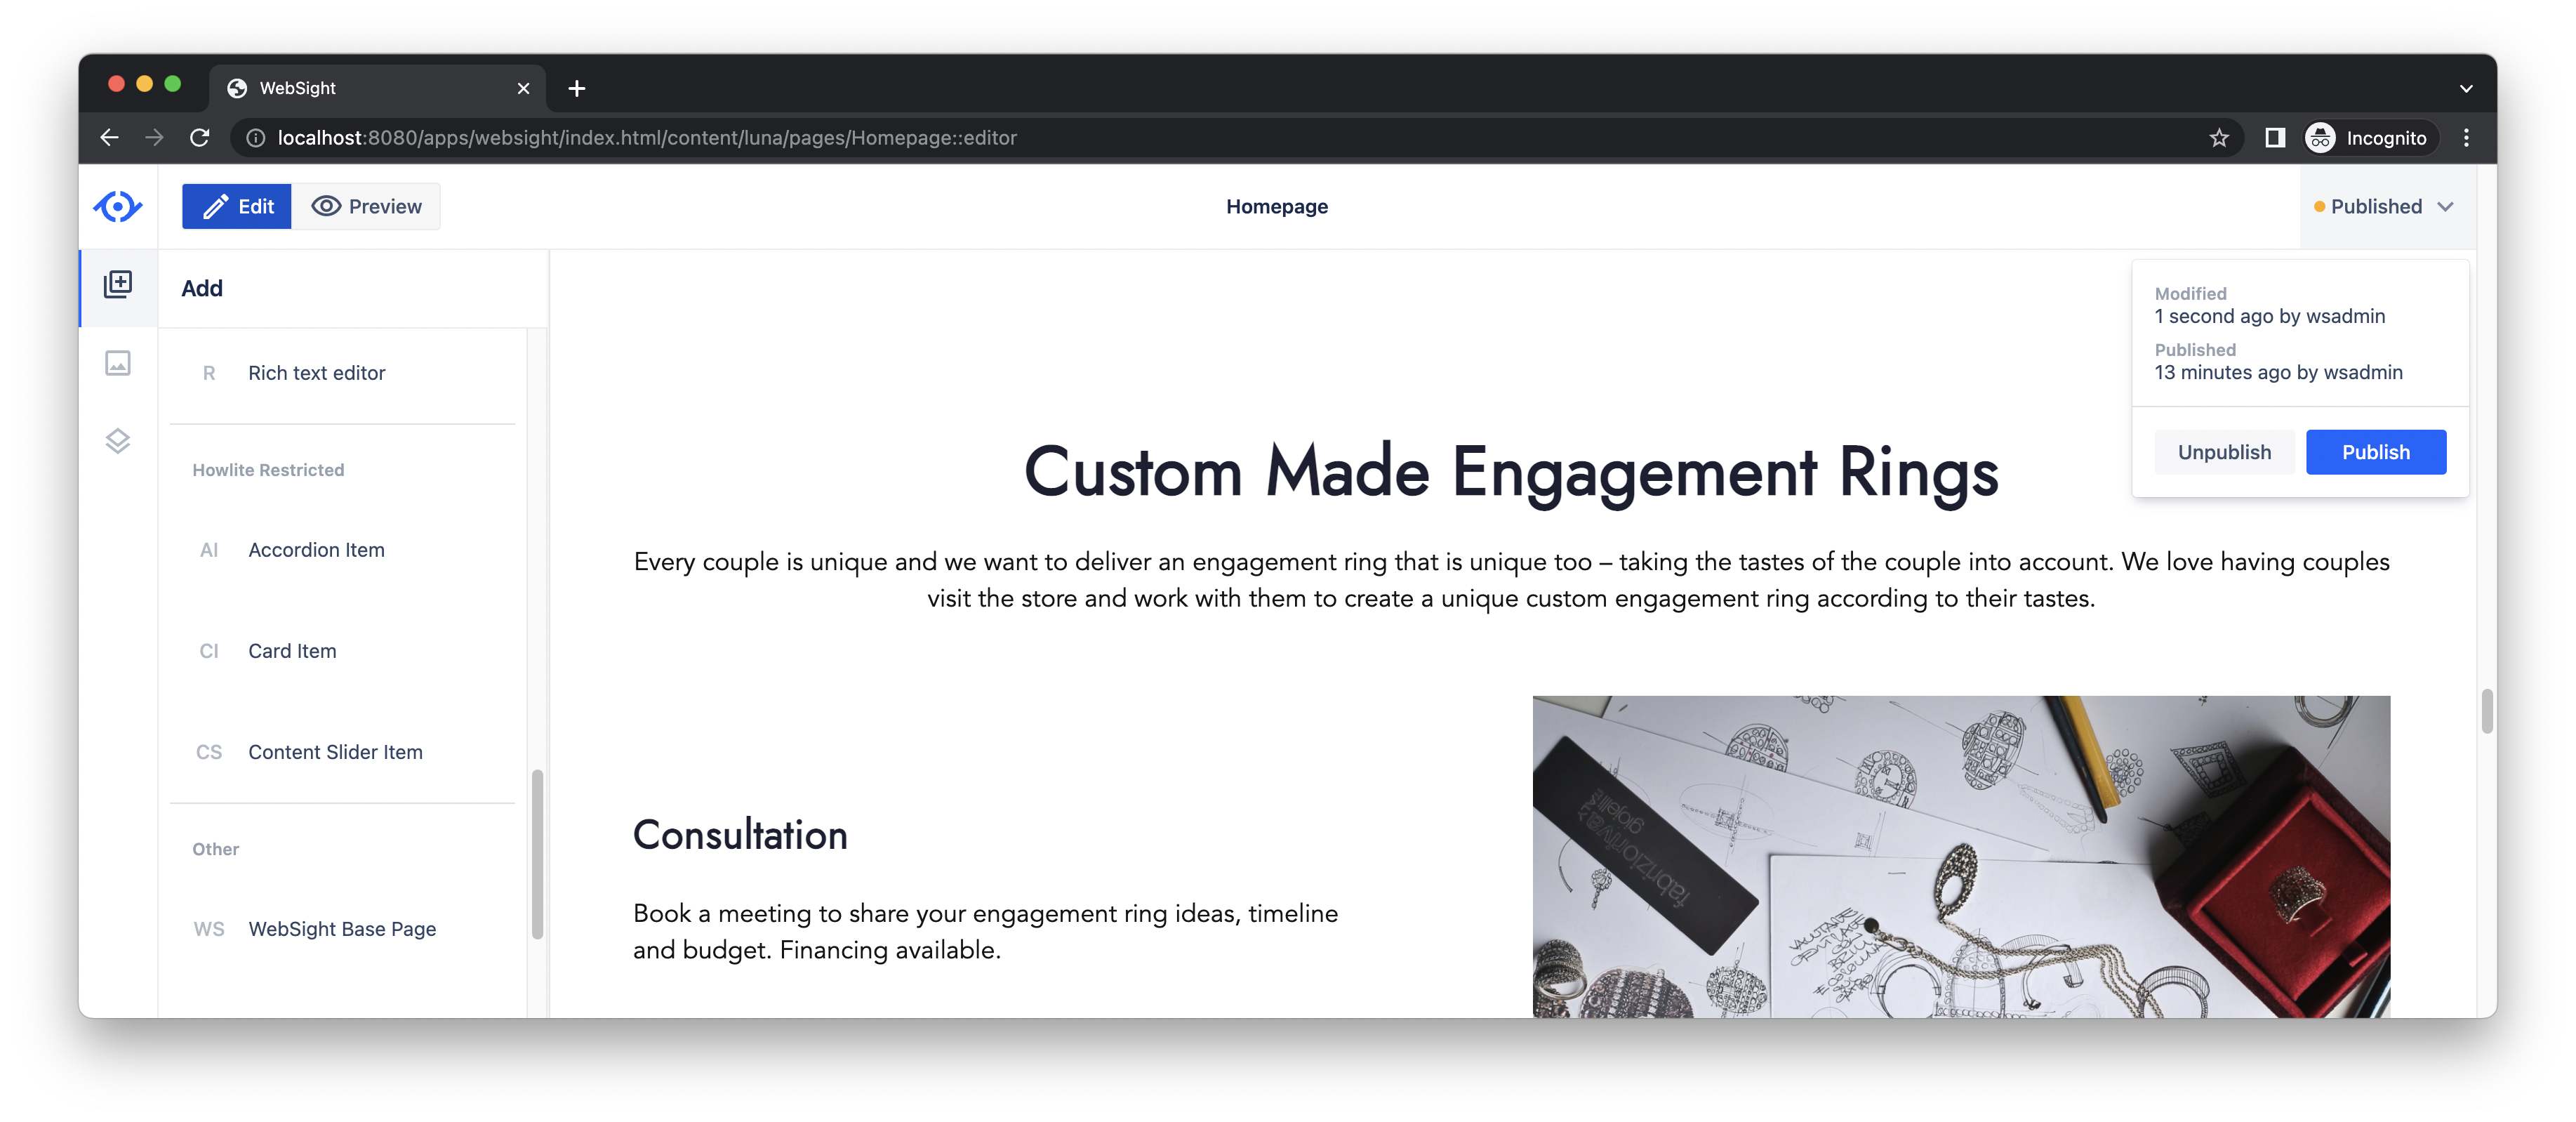 WebSight
localhost:8080/apps/websight/index.html/content/luna/pages/Homepage::editor
Incognito
Edit
Preview
Homepage
Published
Add
Modified
1 second ago by wsadmin
Published
13 minutes ago by wsadmin
Unpublish
Publish
R Rich text editor
Howlite Restricted
AI Accordion Item
CI Card Item
CS Content Slider Item
Other
WS WebSight Base Page
Custom Made Engagement Rings
Every couple is unique and we want to deliver an engagement ring that is unique too – taking the tastes of the couple into account. We love having couples
visit the store and work with them to create a unique custom engagement ring according to their tastes.
Consultation
Book a meeting to share your engagement ring ideas, timeline
and budget. Financing available.